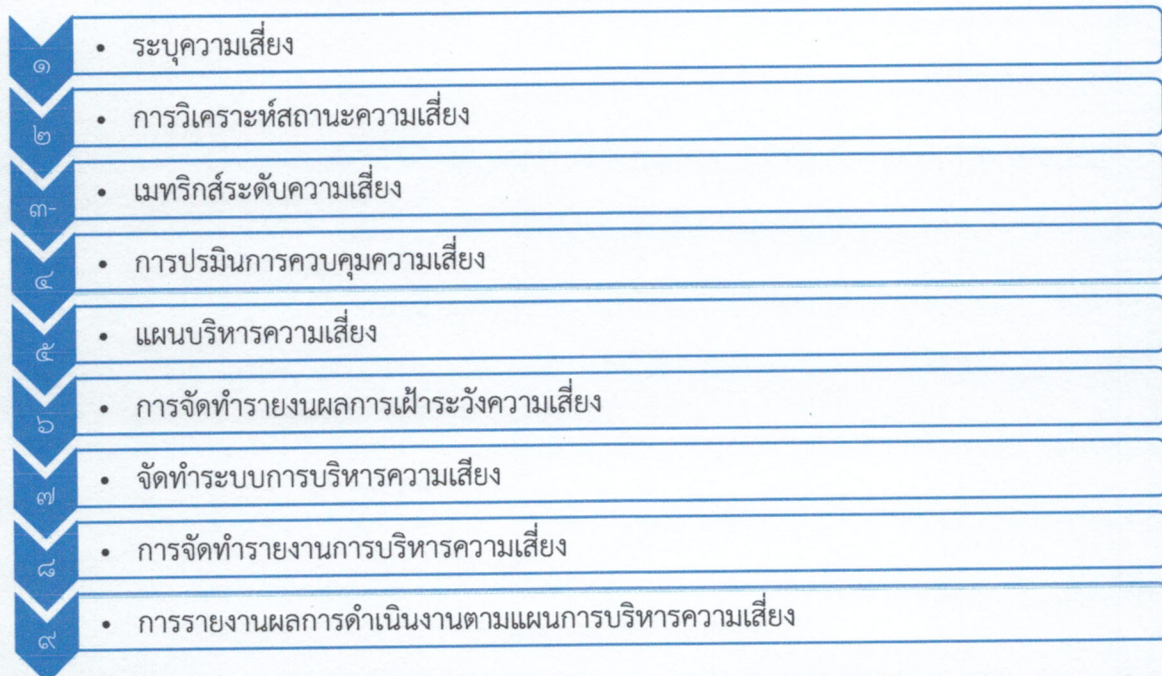 ๑ • ระบุความเสี่ยง
๒ • การวิเคราะห์สถานะความเสี่ยง
๓- • เมทริกส์ระดับความเสี่ยง
๔ • การปรมินการควบคุมความเสี่ยง
๕ • แผนบริหารความเสี่ยง
๖ • การจัดทำรายงนผลการเฝ้าระวังความเสี่ยง
๗ • จัดทำระบบการบริหารความเสียง
๘ • การจัดทำรายงานการบริหารความเสี่ยง
๙ • การรายงานผลการดำเนินงานตามแผนการบริหารความเสี่ยง